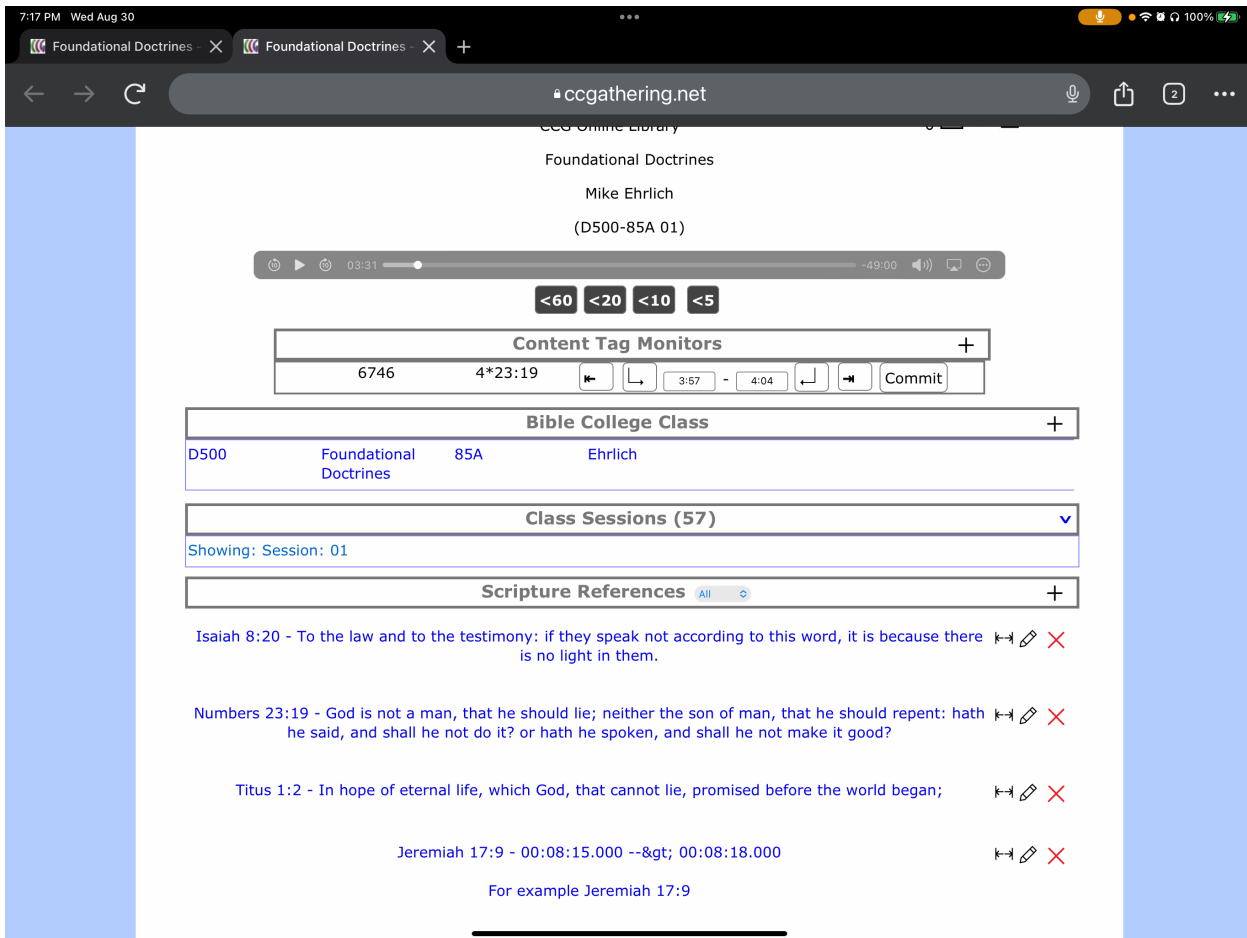 7:17 PM Wed Aug 30
100%
Foundational Doctrines -
Foundational Doctrines -
ccgathering.net
2
CCG Online Library
Foundational Doctrines
Mike Ehrlich
(D500-85A 01)
10
10
03:31
-49:00
<60 <20 <10 <5
Content Tag Monitors +
6746 4*23:19 3:57 - 4:04 Commit
Bible College Class +
D500 Foundational 85A Ehrlich
Doctrines
Class Sessions (57) v
Showing: Session: 01
Scripture References All +
Isaiah 8:20 - To the law and to the testimony: if they speak not according to this word, it is because there
is no light in them.
Numbers 23:19 - God is not a man, that he should lie; neither the son of man, that he should repent: hath
he said, and shall he not do it? or hath he spoken, and shall he not make it good?
Titus 1:2 - In hope of eternal life, which God, that cannot lie, promised before the world began;
Jeremiah 17:9 - 00:08:15.000 --&gt; 00:08:18.000
For example Jeremiah 17:9